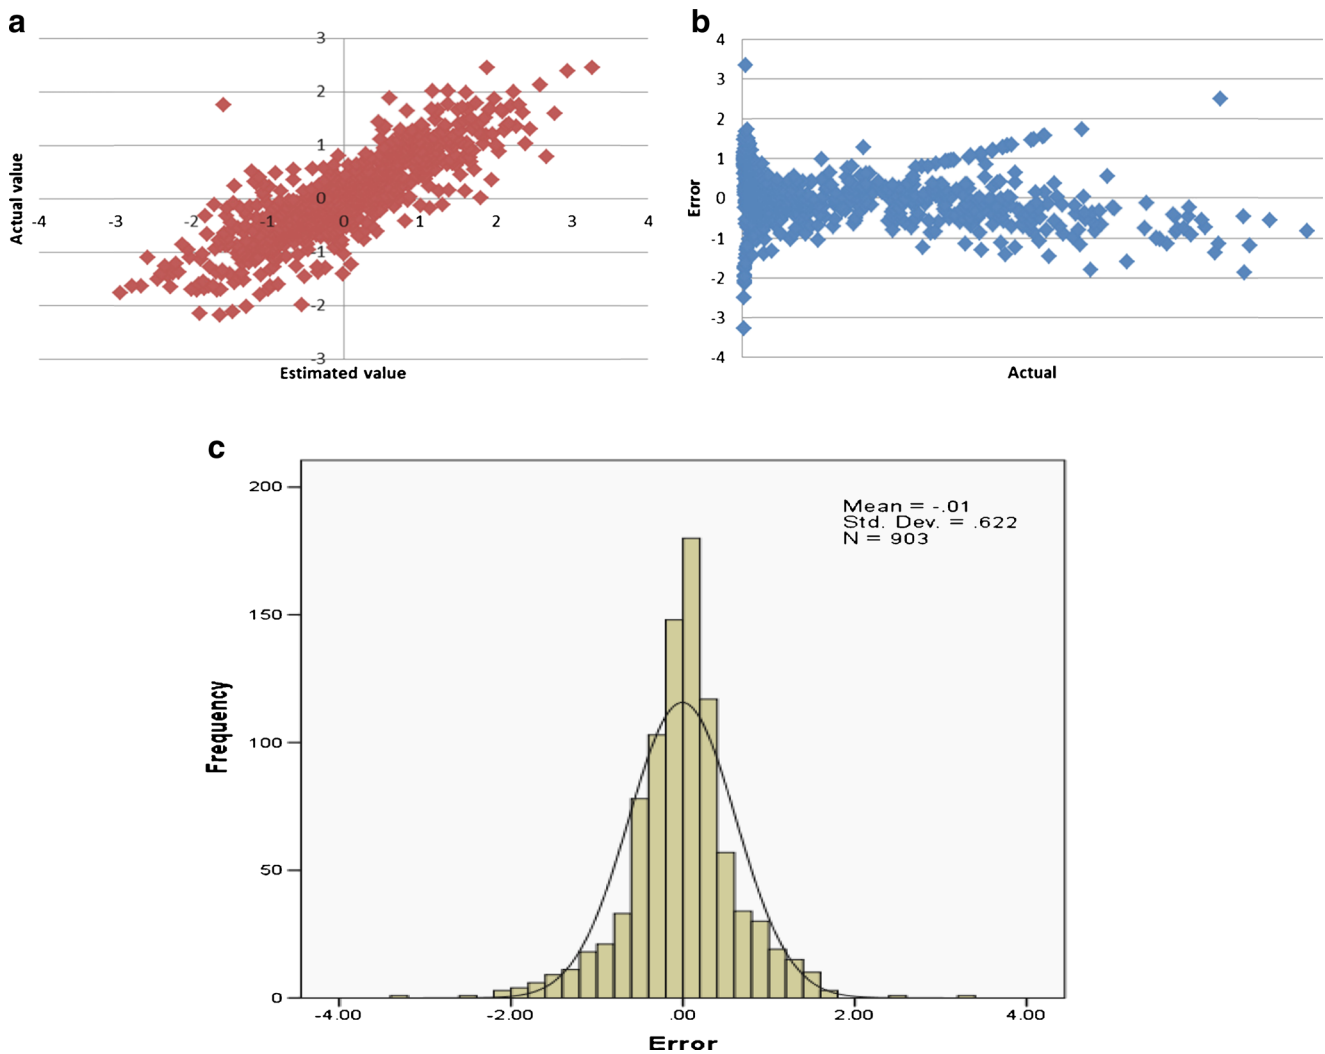 a
Actual value
3
2
1
0
-4
-3
-2
-1
0
1
2
3
4
-1
-2
-3
Estimated value
b
Error
4
3
2
1
0
-1
-2
-3
-4
Actual
c
Frequency
200
150
100
50
0
Mean = -.01
Std. Dev. = .622
N = 903
-4.00
-2.00
.00
2.00
4.00
Error